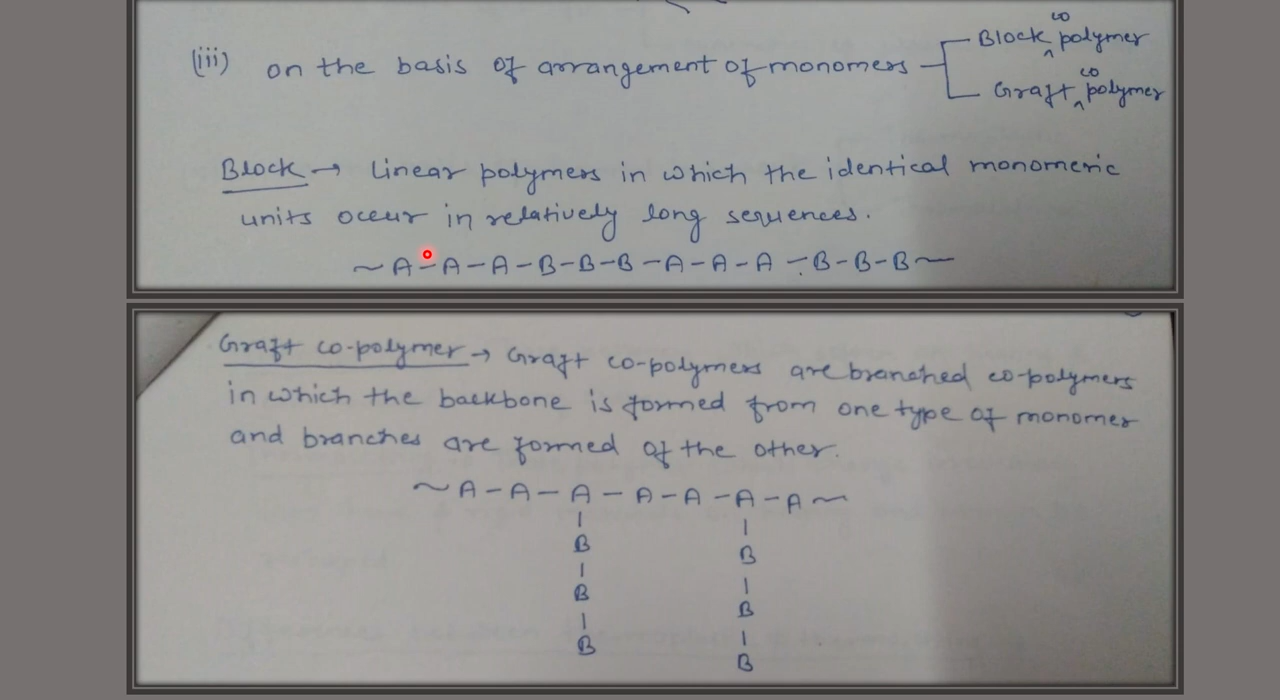 (iii) on the basis of arrangement of monomers
Block co polymer
Graft co polymer
Block → Linear polymers in which the identical monomeric
units occur in relatively long sequences.
~ A - A - A - B - B - B - A - A - A - B - B - B ~
Graft co-polymer → Graft co-polymers are branched co-polymers
in which the backbone is formed from one type of monomer
and branches are formed of the other.
~ A - A - A - A - A - A - A ~
B B
B B
B B